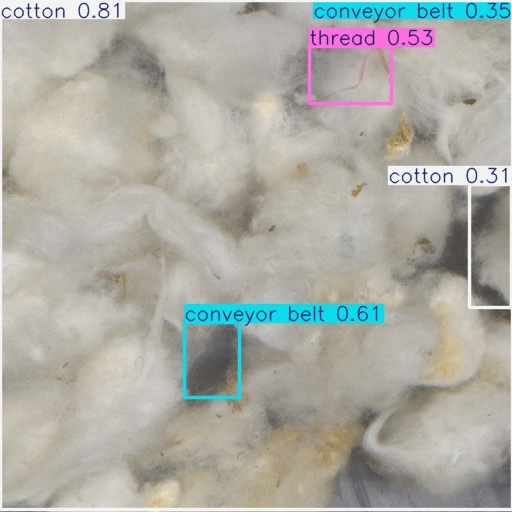 cotton 0.81
conveyor belt 0.35
thread 0.53
cotton 0.31
conveyor belt 0.61